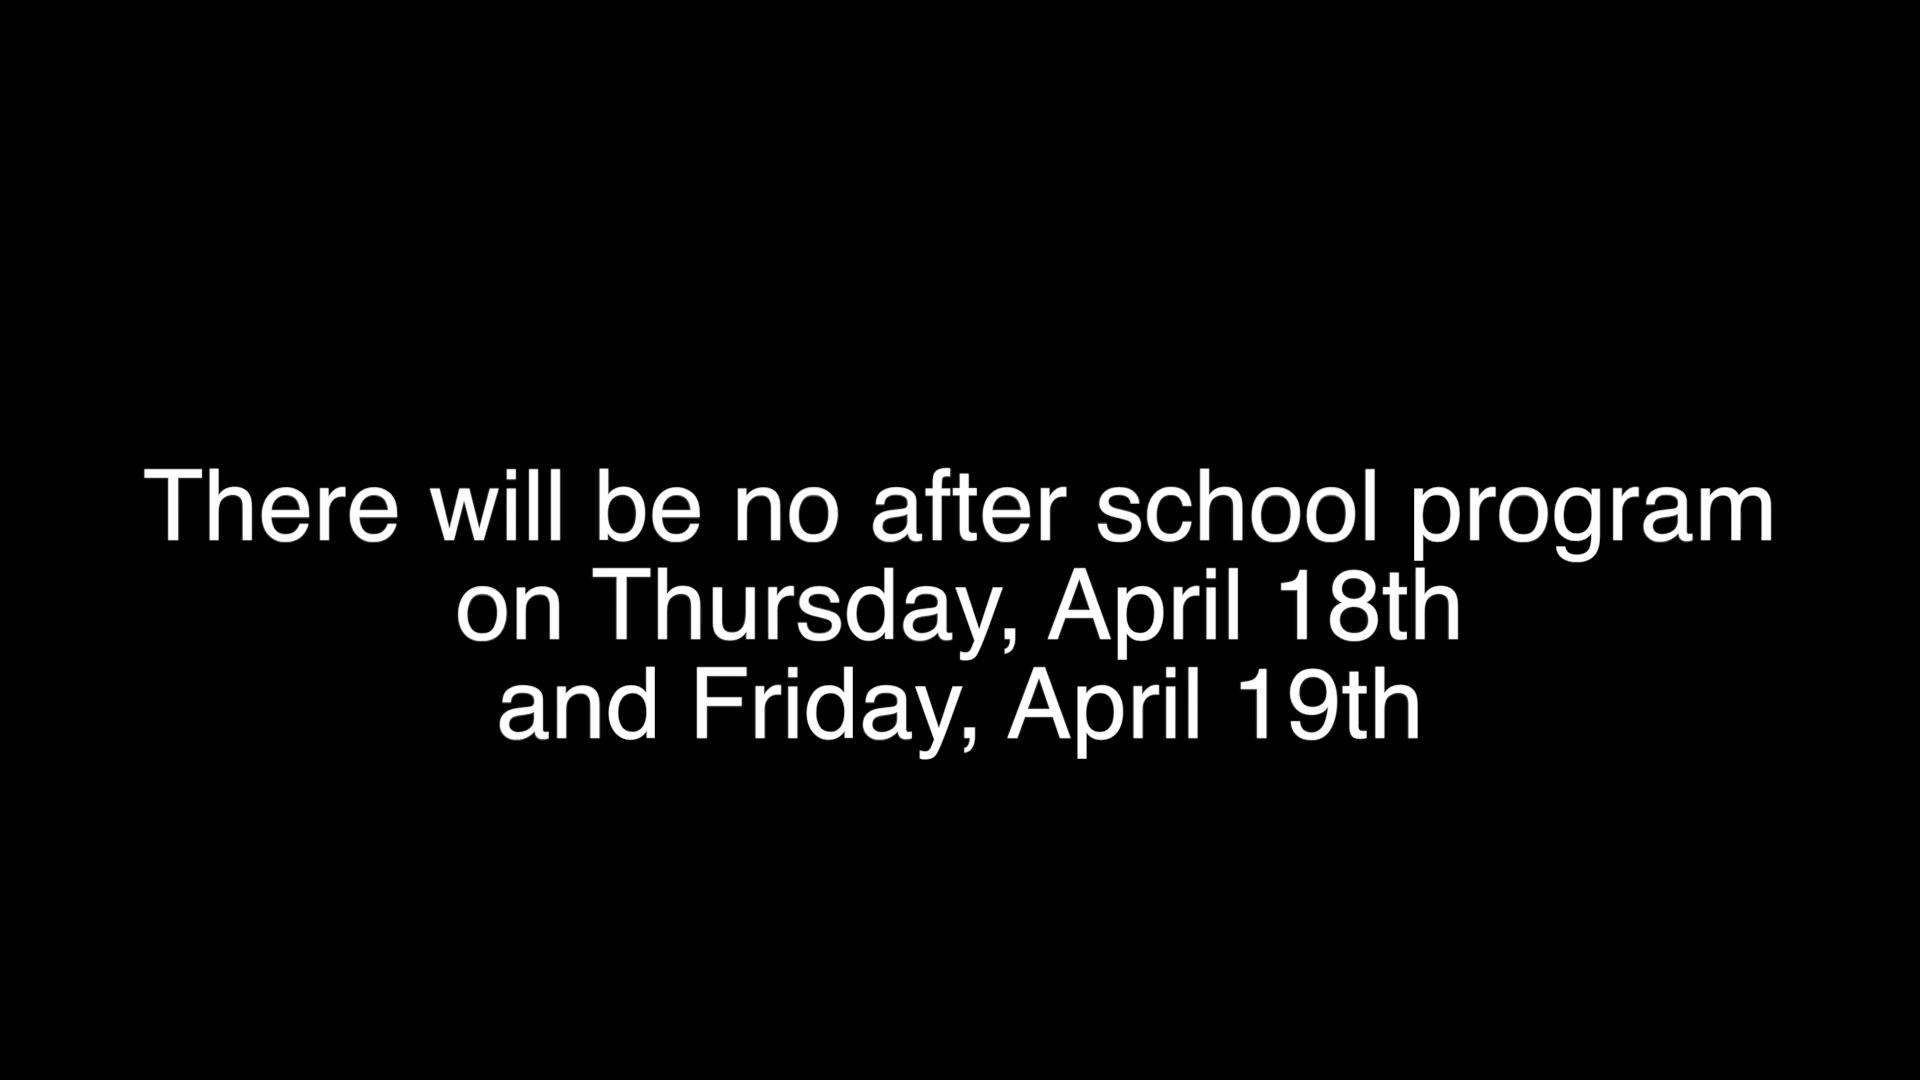 There will be no after school program
on Thursday, April 18th
and Friday, April 19th